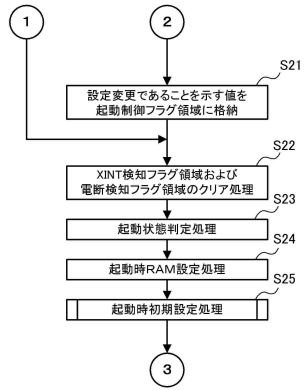 1
2
S21
設定変更であることを示す値を
起動制御フラグ領域に格納
S22
XINT検知フラグ領域および
電断検知フラグ領域のクリア処理
S23
起動状態判定処理
S24
起動時RAM設定処理
S25
起動時初期設定処理
3